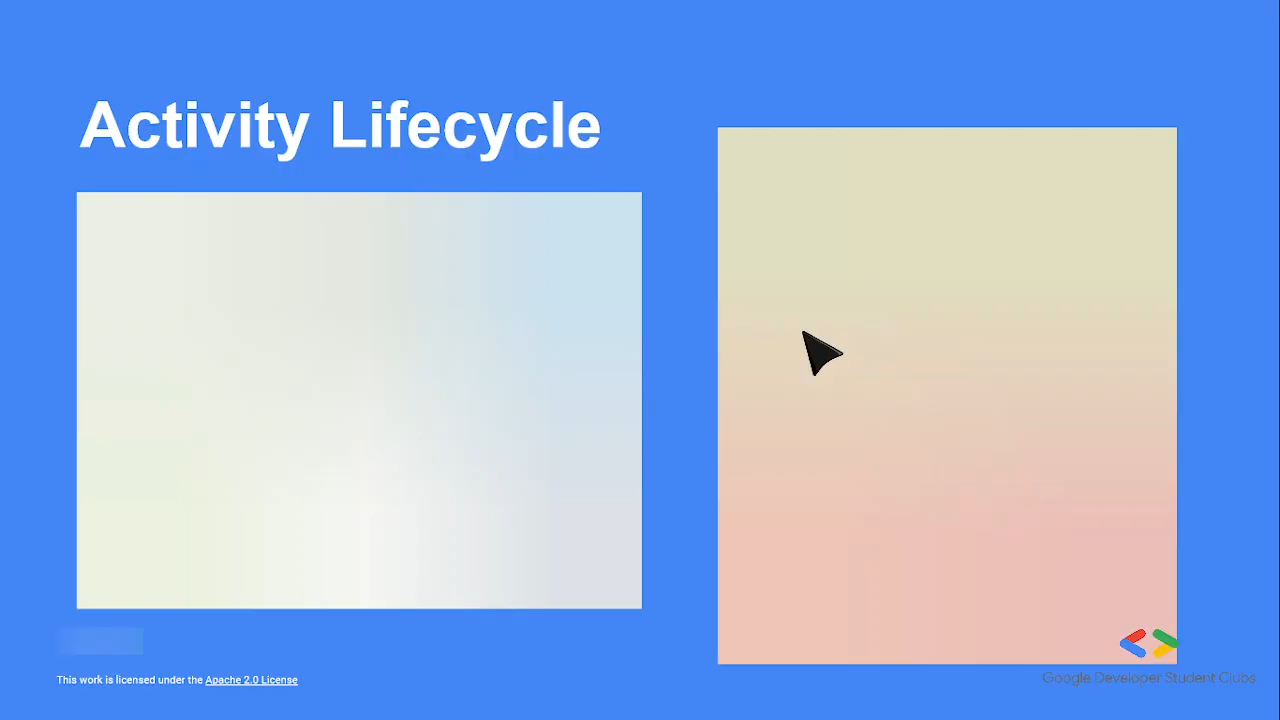 Activity Lifecycle
This work is licensed under the Apache 2.0 License
Google Developer Student Clubs